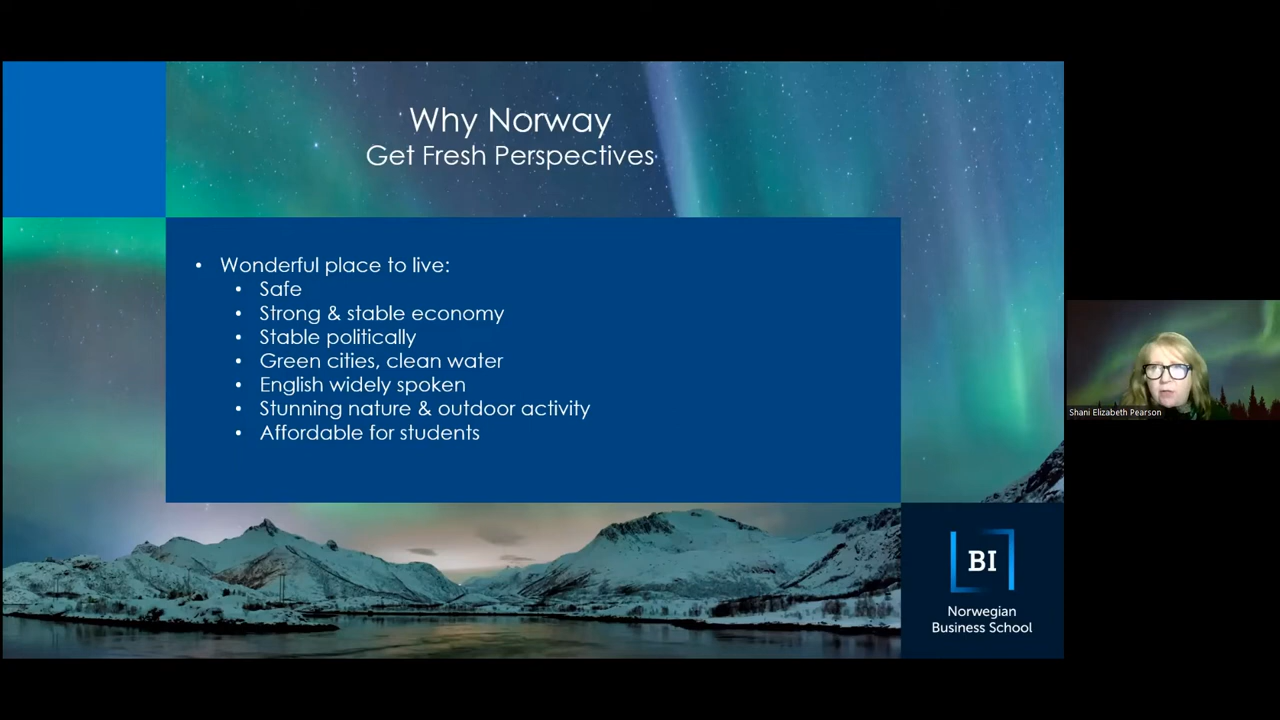 Why Norway
Get Fresh Perspectives
• Wonderful place to live:
• Safe
• Strong & stable economy
• Stable politically
• Green cities, clean water
• English widely spoken
• Stunning nature & outdoor activity
• Affordable for students
Shani Elizabeth Pearson
BI
Norwegian
Business School